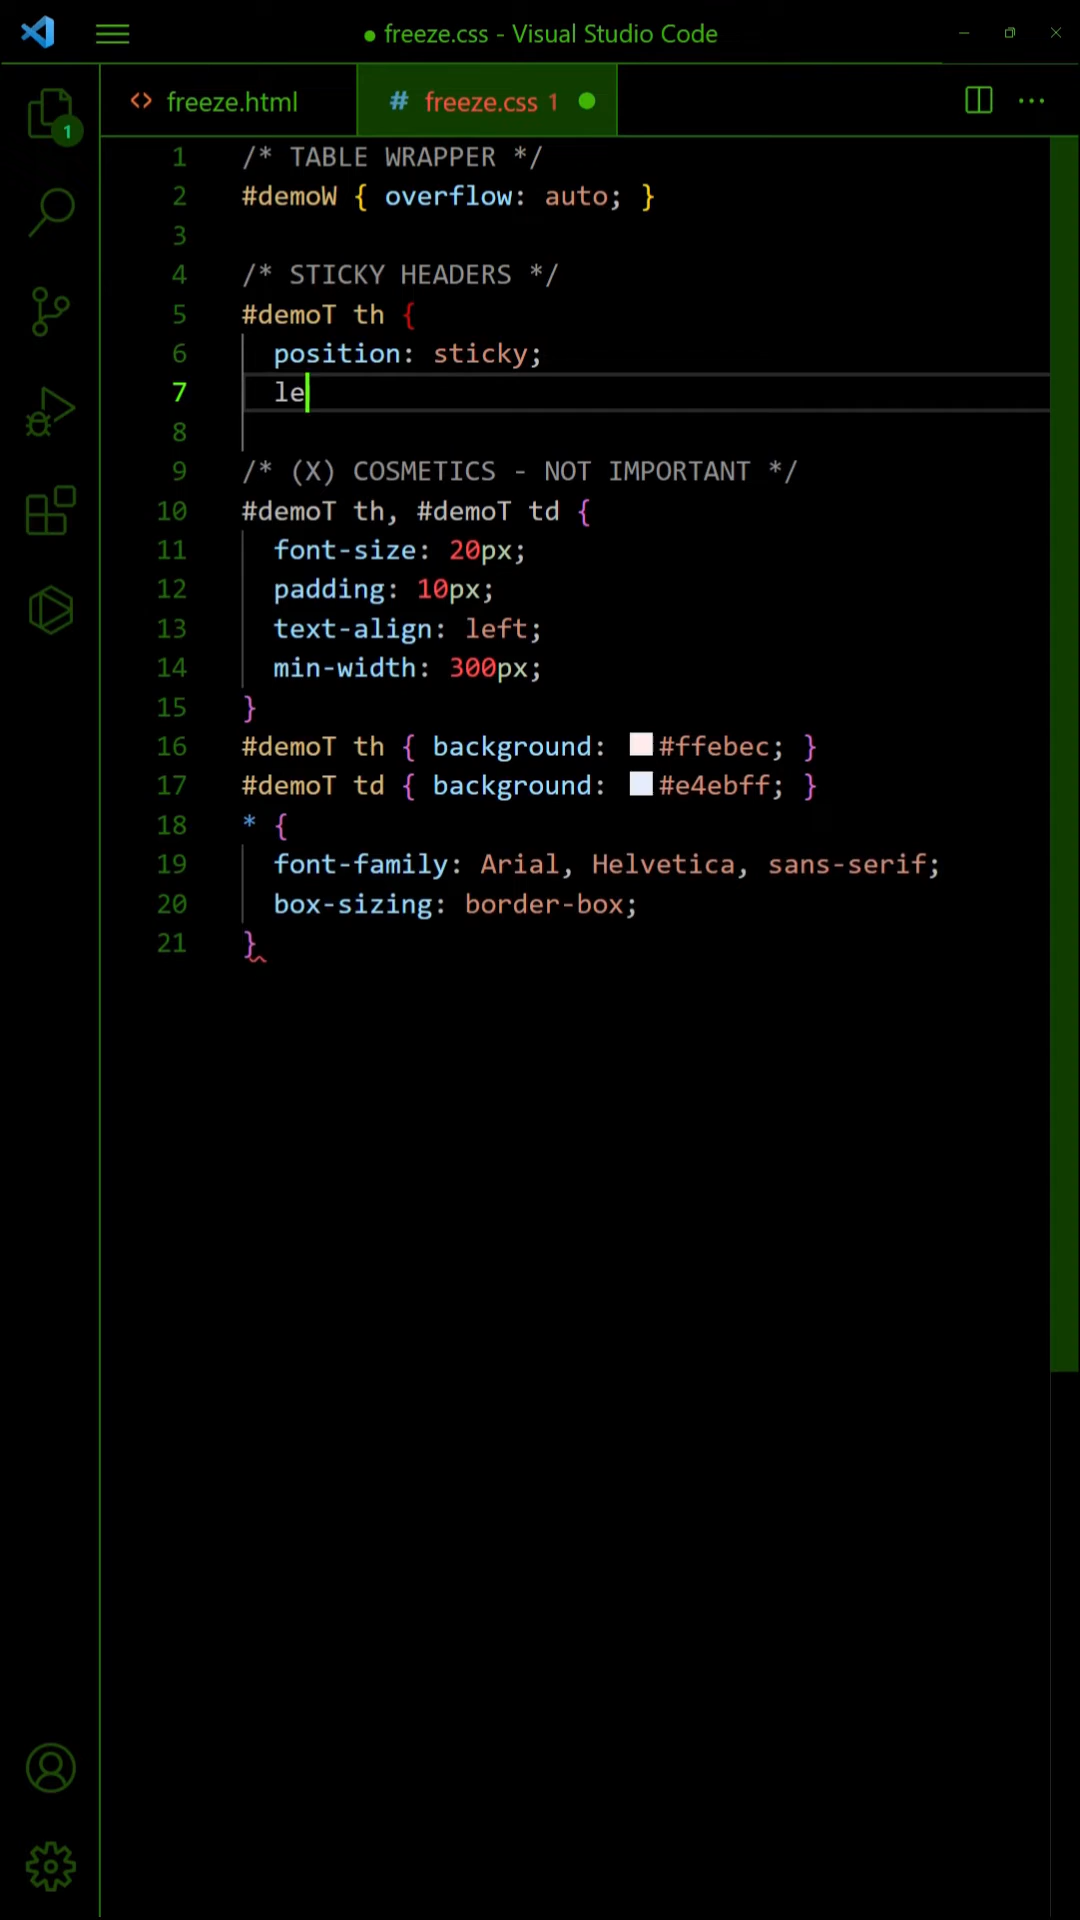 ● freeze.css - Visual Studio Code
<> freeze.html
# freeze.css 1 ●
1
1 /* TABLE WRAPPER */
2 #demoW { overflow: auto; }
3
4 /* STICKY HEADERS */
5 #demoT th {
6   position: sticky;
7   le
8
9 /* (X) COSMETICS - NOT IMPORTANT */
10 #demoT th, #demoT td {
11   font-size: 20px;
12   padding: 10px;
13   text-align: left;
14   min-width: 300px;
15 }
16 #demoT th { background: #ffebec; }
17 #demoT td { background: #e4ebff; }
18 * {
19   font-family: Arial, Helvetica, sans-serif;
20   box-sizing: border-box;
21 }